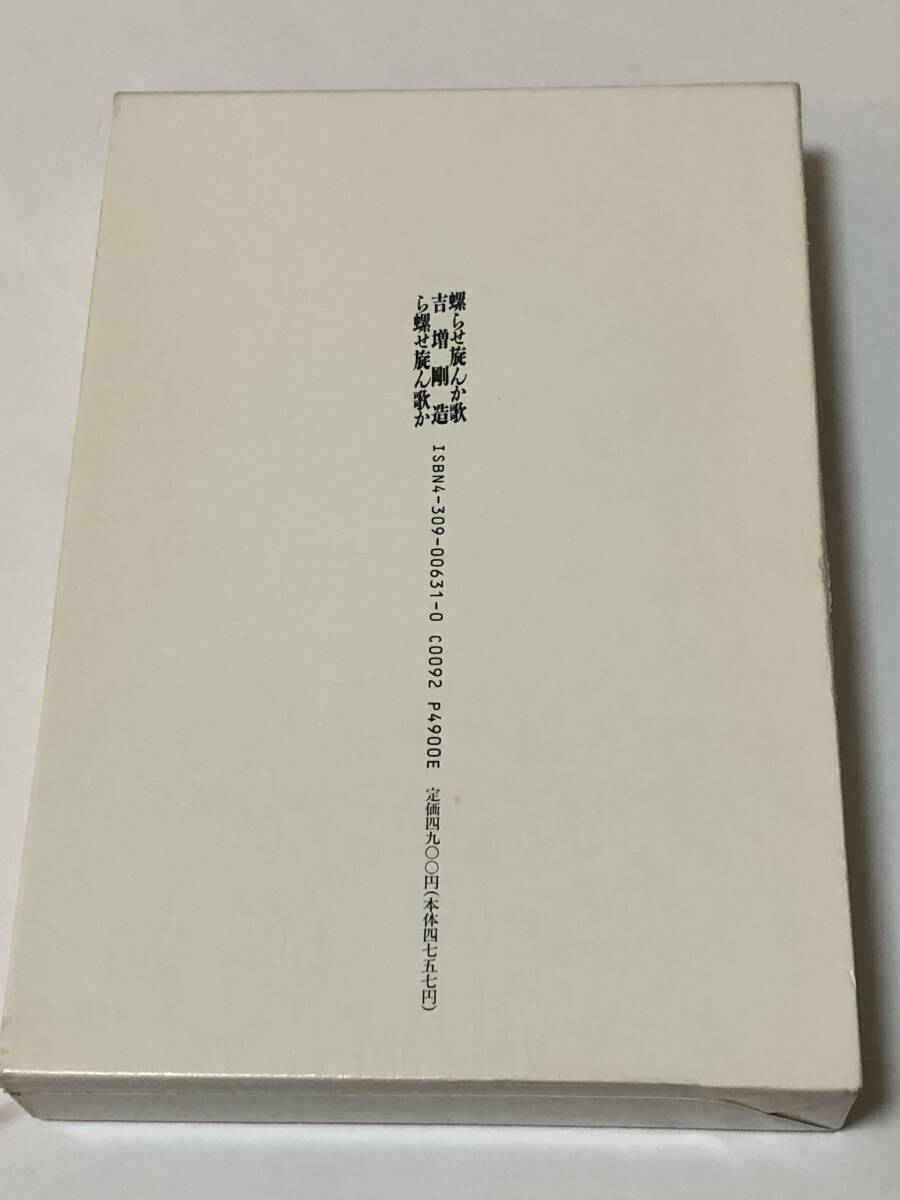 螺らせ旋んか歌
吉増剛造
ら螺せ旋ん歌か
ISBN4-309-00631-0 C0092 P4900E
定価四九〇〇円(本体四七五七円)